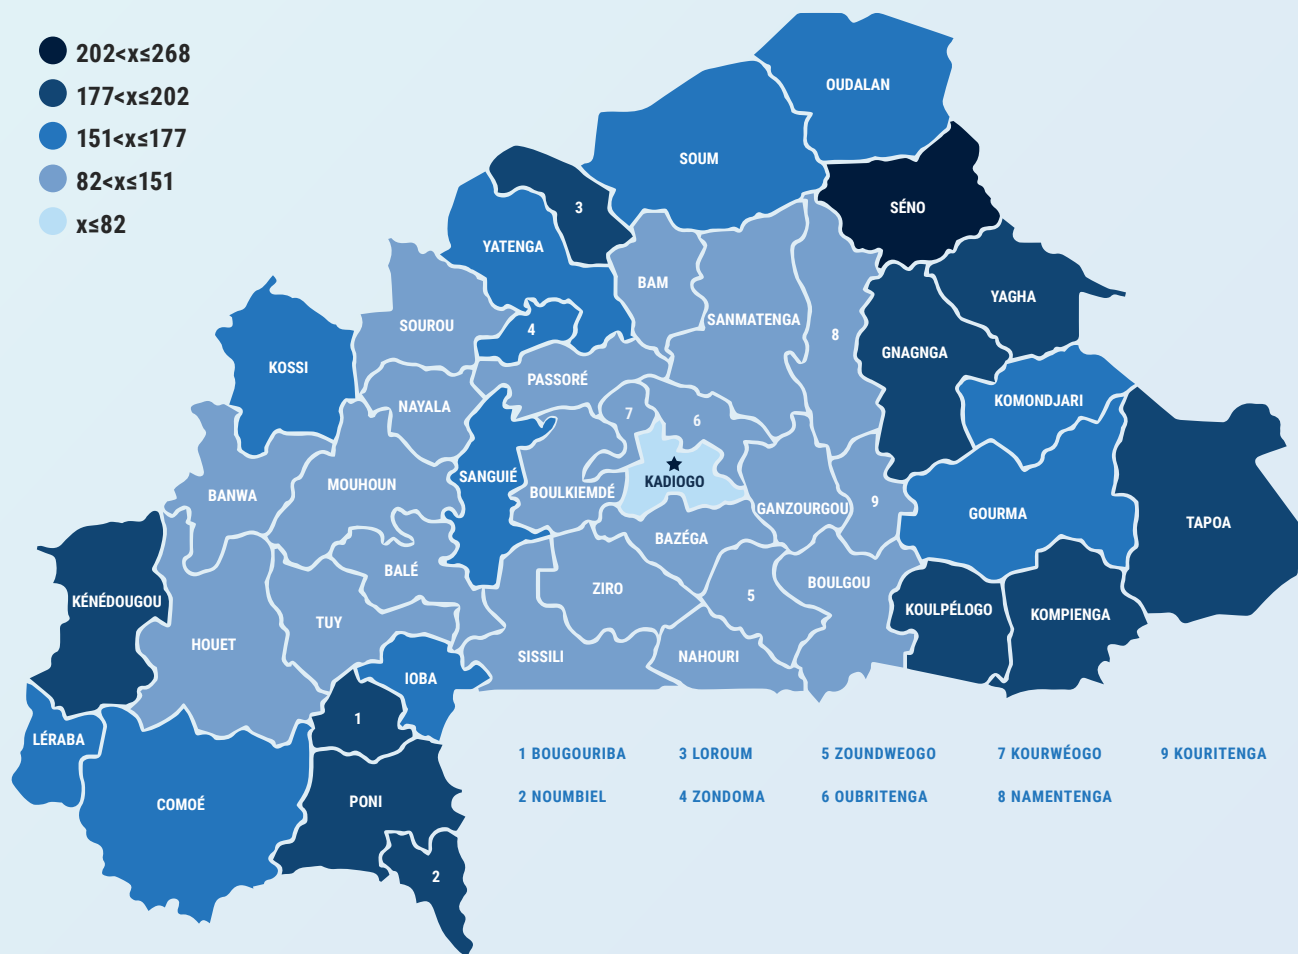 202<x≤268
177<x≤202
151<x≤177
82<x≤151
x≤82
OUDALAN
SOUM
SÉNO
3
YATENGA
BAM
YAGHA
SOUROU
4
SANMATENGA
8
GNAGNGA
KOSSI
PASSORÉ
NAYALA
7
6
KOMONDJARI
SANGUIÉ
KADIOGO
MOUHOUN
BANWA
BOULKIEMDÉ
GANZOURGOU
9
GOURMA
TAPOA
BAZÉGA
BALÉ
ZIRO
5
BOULGOU
KÉNÉDOUGOU
KOULPÉLOGO
KOMPIENGA
TUY
HOUET
SISSILI
NAHOURI
IOBA
1
LÉRABA
COMOÉ
PONI
2
1 BOUGOURIBA 3 LOROUM 5 ZOUNDWEOGO 7 KOURWÉOGO 9 KOURITENGA
2 NOUMBIEL 4 ZONDOMA 6 OUBRITENGA 8 NAMENTENGA